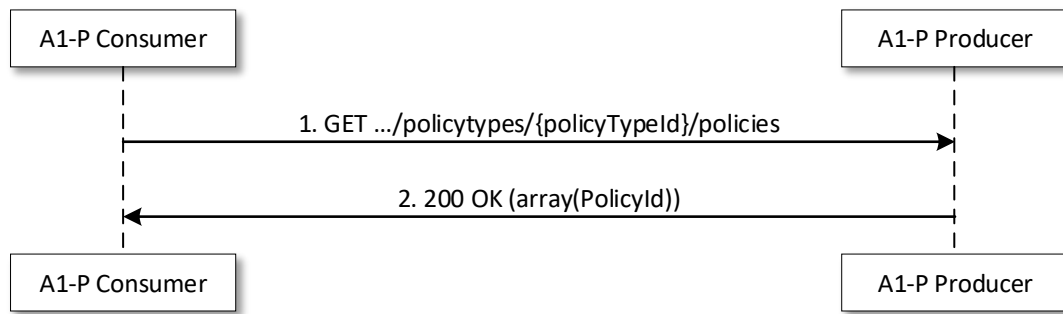 A1-P Consumer
A1-P Producer
1. GET .../policytypes/{policyTypeId}/policies
2. 200 OK (array(PolicyId))
A1-P Consumer
A1-P Producer